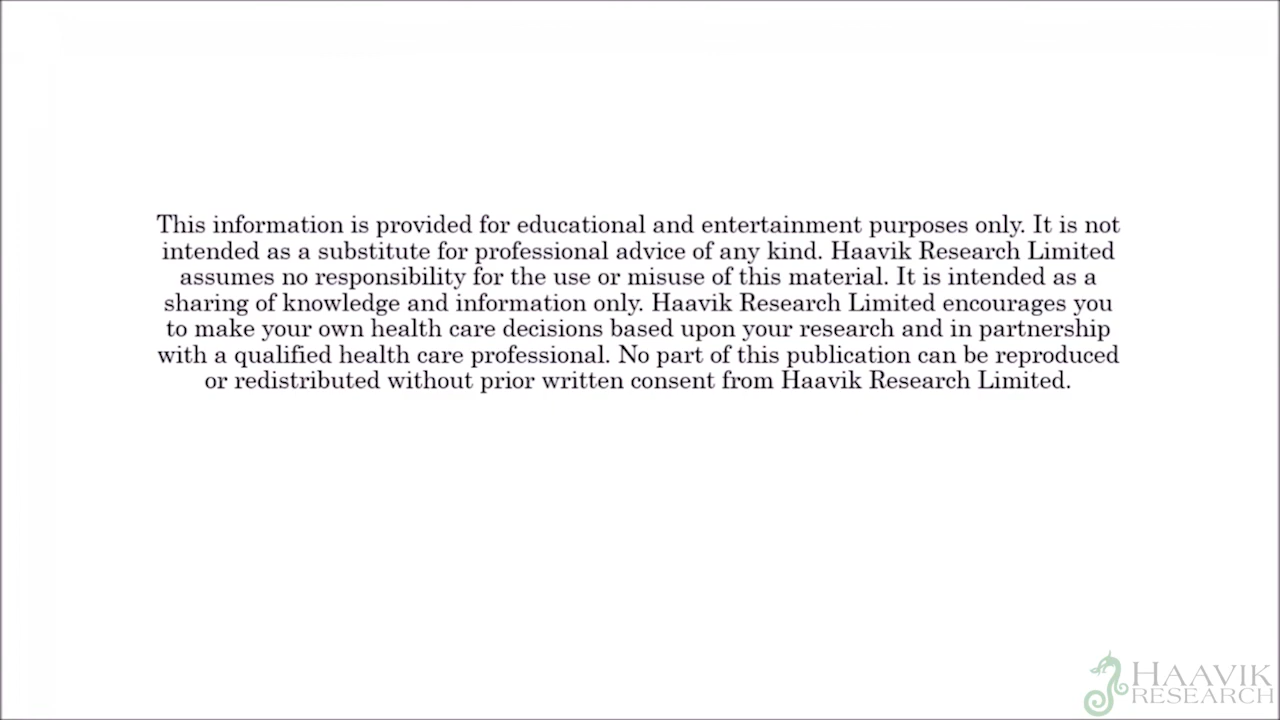 This information is provided for educational and entertainment purposes only. It is not
intended as a substitute for professional advice of any kind. Haavik Research Limited
assumes no responsibility for the use or misuse of this material. It is intended as a
sharing of knowledge and information only. Haavik Research Limited encourages you
to make your own health care decisions based upon your research and in partnership
with a qualified health care professional. No part of this publication can be reproduced
or redistributed without prior written consent from Haavik Research Limited.
HAAVIK
RESEARCH